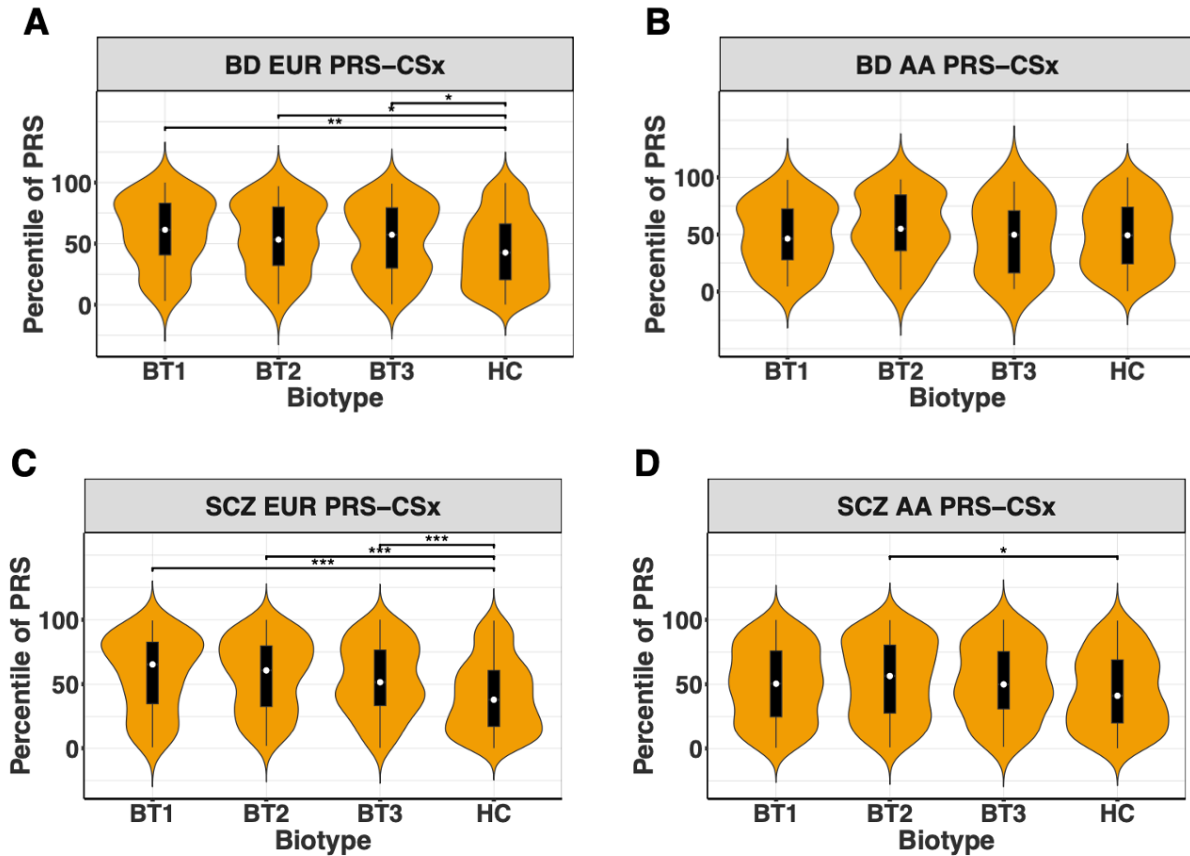 A
BD EUR PRS–CSx
*
*
**
Percentile of PRS
100
50
0
BT1 BT2 BT3 HC
Biotype
B
BD AA PRS–CSx
Percentile of PRS
100
50
0
BT1 BT2 BT3 HC
Biotype
C
SCZ EUR PRS–CSx
***
***
***
Percentile of PRS
100
50
0
BT1 BT2 BT3 HC
Biotype
D
SCZ AA PRS–CSx
*
Percentile of PRS
100
50
0
BT1 BT2 BT3 HC
Biotype